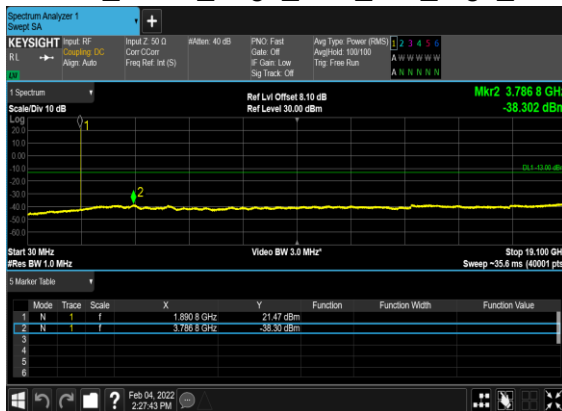 Spectrum Analyzer 1
Swept SA
+
KEYSIGHT Input: RF Input Z: 50 Ω #Atten: 40 dB PNO: Fast Avg Type: Power (RMS) 1 2 3 4 5 6
RL Coupling: DC Corr CCorr Gate: Off Avg|Hold: 100/100 A W W W W W
Align: Auto Freq Ref: Int (S) IF Gain: Low Trig: Free Run
Sig Track: Off A N N N N N
1 Spectrum Ref Lvl Offset 8.10 dB Mkr2 3.786 8 GHz
Scale/Div 10 dB Ref Level 30.00 dBm -38.302 dBm
Log
20.0 1
10.0
0.00
-10.0 DL1 -13.00 dBm
-20.0
-30.0 2
-40.0
-50.0
-60.0
Start 30 MHz Video BW 3.0 MHz* Stop 19.100 GHz
#Res BW 1.0 MHz Sweep ~35.6 ms (40001 pts)
5 Marker Table
Mode Trace Scale X Y Function Function Width Function Value
1 N 1 f 1.890 8 GHz 21.47 dBm
2 N 1 f 3.786 8 GHz -38.30 dBm
3
4
5
6
? Feb 04, 2022
2:27:43 PM